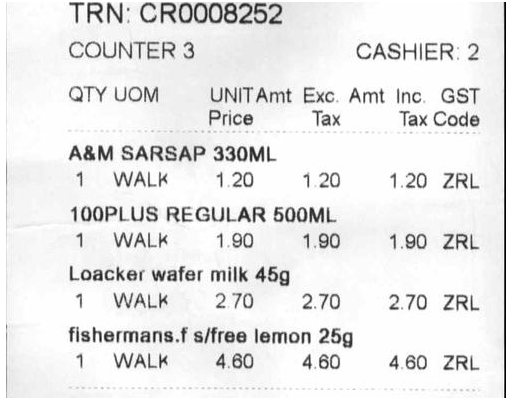 TRN: CR0008252
COUNTER 3 CASHIER: 2
QTY UOM UNIT Amt Exc. Amt Inc. GST
Price Tax Tax Code
A&M SARSAP 330ML
1 WALK 1.20 1.20 1.20 ZRL
100PLUS REGULAR 500ML
1 WALK 1.90 1.90 1.90 ZRL
Loacker wafer milk 45g
1 WALK 2.70 2.70 2.70 ZRL
fishermans.f s/free lemon 25g
1 WALK 4.60 4.60 4.60 ZRL